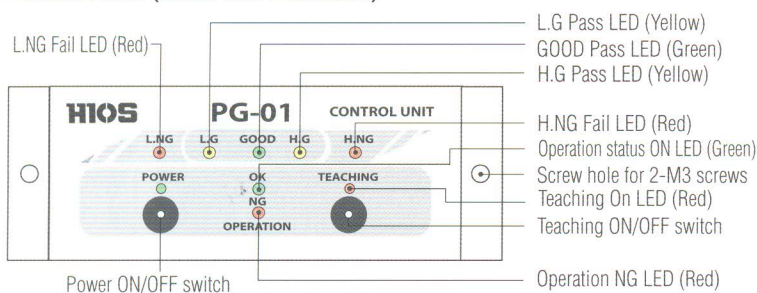 L.G Pass LED (Yellow)
L.NG Fail LED (Red)
GOOD Pass LED (Green)
H.G Pass LED (Yellow)
HIOS PG-01 CONTROL UNIT
L.NG L.G GOOD H.G H.NG
H.NG Fail LED (Red)
Operation status ON LED (Green)
POWER OK TEACHING
Screw hole for 2-M3 screws
NG
Teaching On LED (Red)
OPERATION
Teaching ON/OFF switch
Power ON/OFF switch
Operation NG LED (Red)